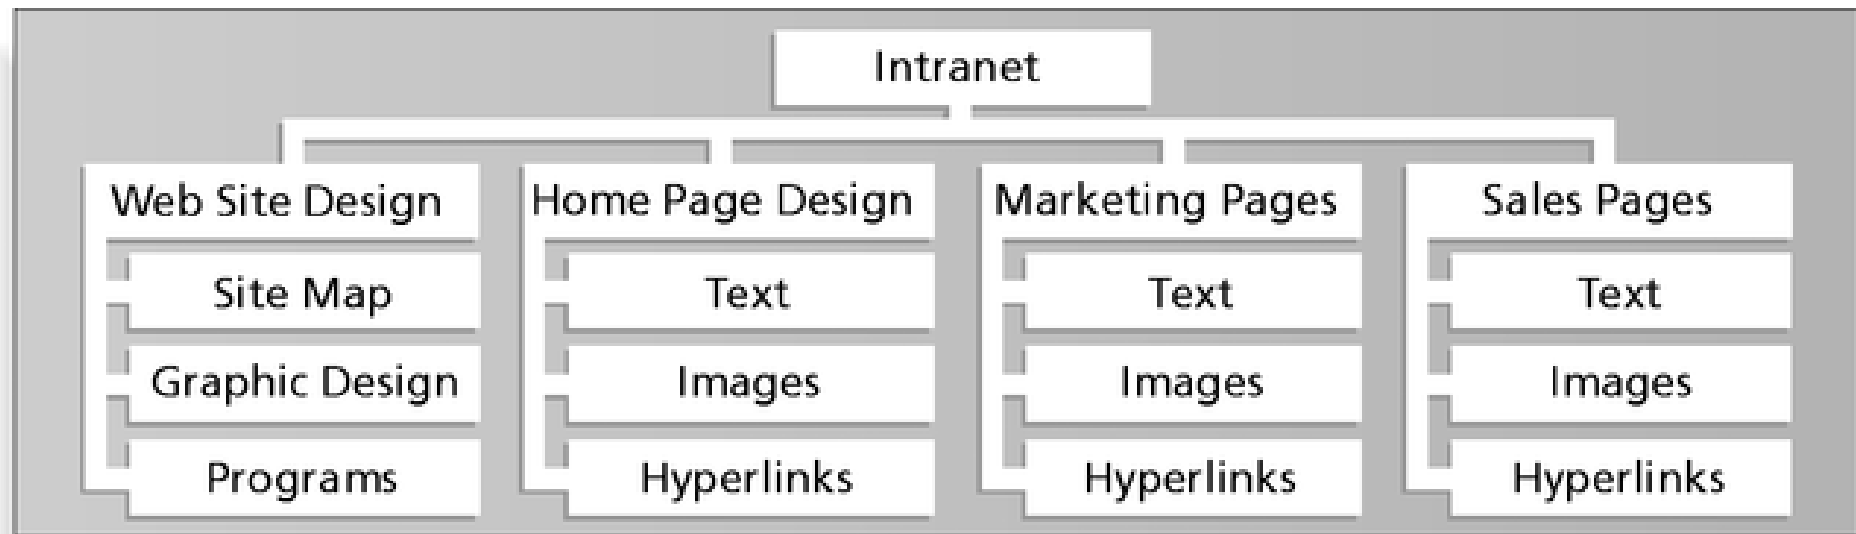 Intranet
Web Site Design
Site Map
Graphic Design
Programs
Home Page Design
Text
Images
Hyperlinks
Marketing Pages
Text
Images
Hyperlinks
Sales Pages
Text
Images
Hyperlinks